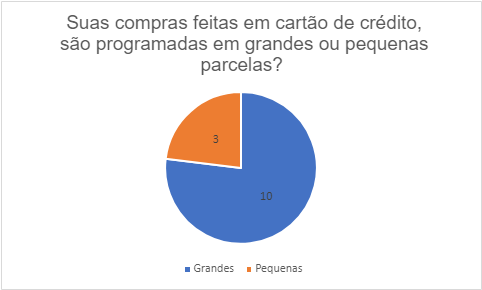 Suas compras feitas em cartão de crédito,
são programadas em grandes ou pequenas
parcelas?
3
10
Grandes Pequenas